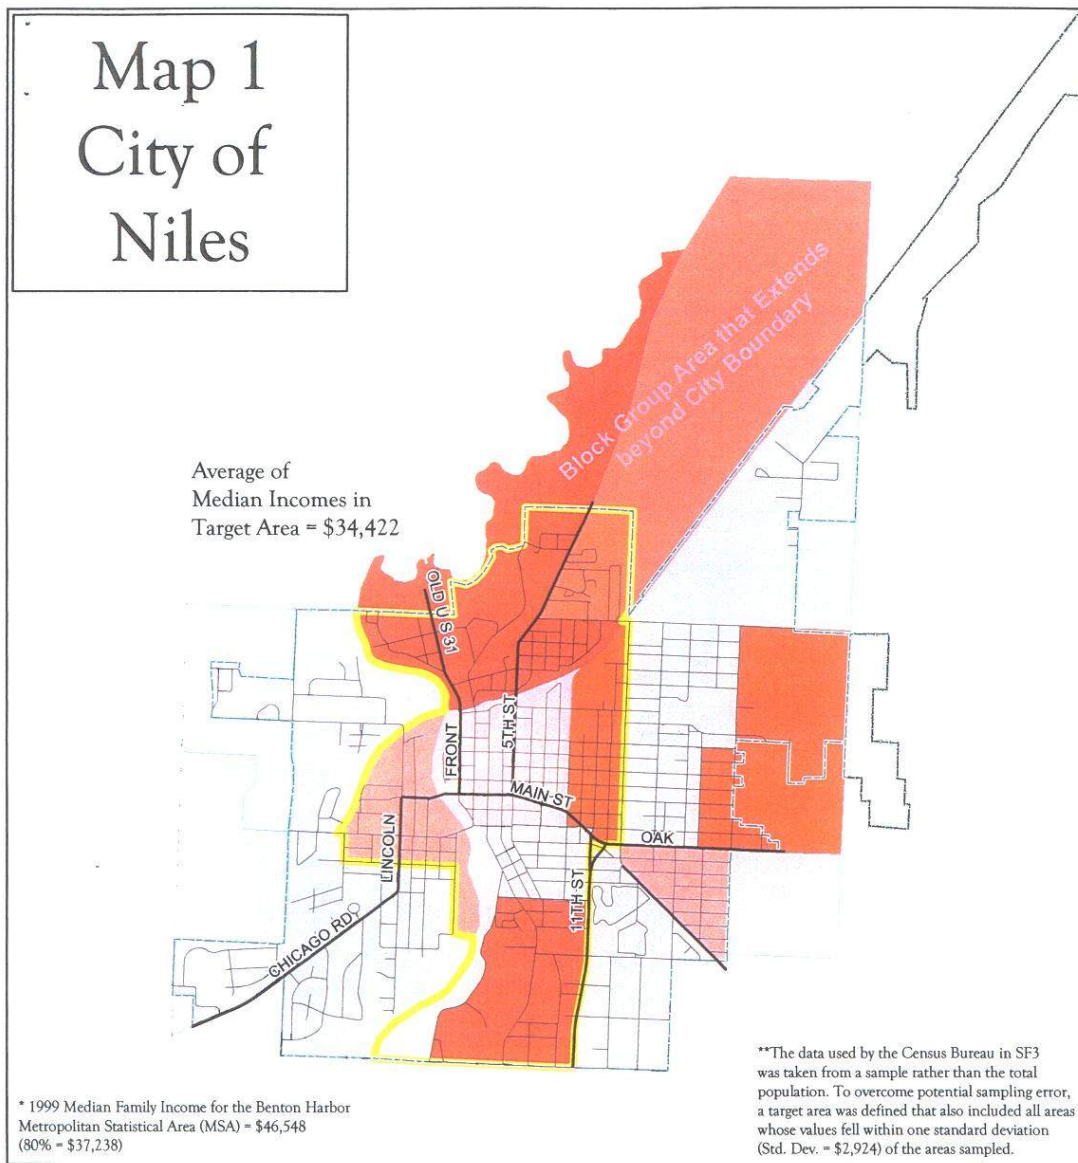 Map 1
City of
Niles
Block Group Area that Extends
beyond City Boundary
Average of
Median Incomes in
Target Area = $34,422
OLD U S 31
FRONT
5TH ST
MAIN ST
OAK
LINCOLN
11TH ST
CHICAGO RD
* 1999 Median Family Income for the Benton Harbor
Metropolitan Statistical Area (MSA) = $46,548
(80% = $37,238)
**The data used by the Census Bureau in SF3
was taken from a sample rather than the total
population. To overcome potential sampling error,
a target area was defined that also included all areas
whose values fell within one standard deviation
(Std. Dev. = $2,924) of the areas sampled.